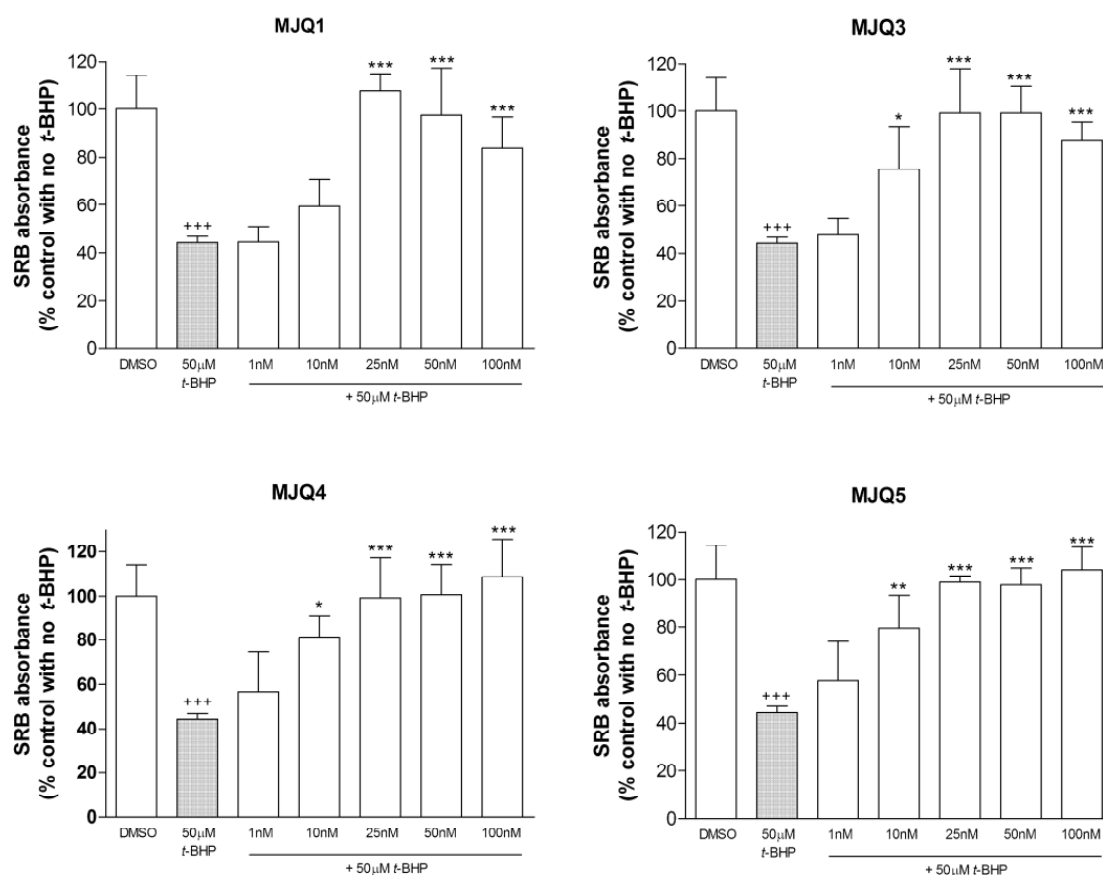 MJQ1
SRB absorbance
(% control with no t-BHP)
120
100
80
60
40
20
0
+++
***
***
***
DMSO 50μM 1nM 10nM 25nM 50nM 100nM
t-BHP
+ 50μM t-BHP
MJQ3
SRB absorbance
(% control with no t-BHP)
120
100
80
60
40
20
0
+++
*
***
***
***
DMSO 50μM 1nM 10nM 25nM 50nM 100nM
t-BHP
+ 50μM t-BHP
MJQ4
SRB absorbance
(% control with no t-BHP)
120
100
80
60
40
20
0
+++
*
***
***
***
DMSO 50μM 1nM 10nM 25nM 50nM 100nM
t-BHP
+ 50μM t-BHP
MJQ5
SRB absorbance
(% control with no t-BHP)
120
100
80
60
40
20
0
+++
**
***
***
***
DMSO 50μM 1nM 10nM 25nM 50nM 100nM
t-BHP
+ 50μM t-BHP